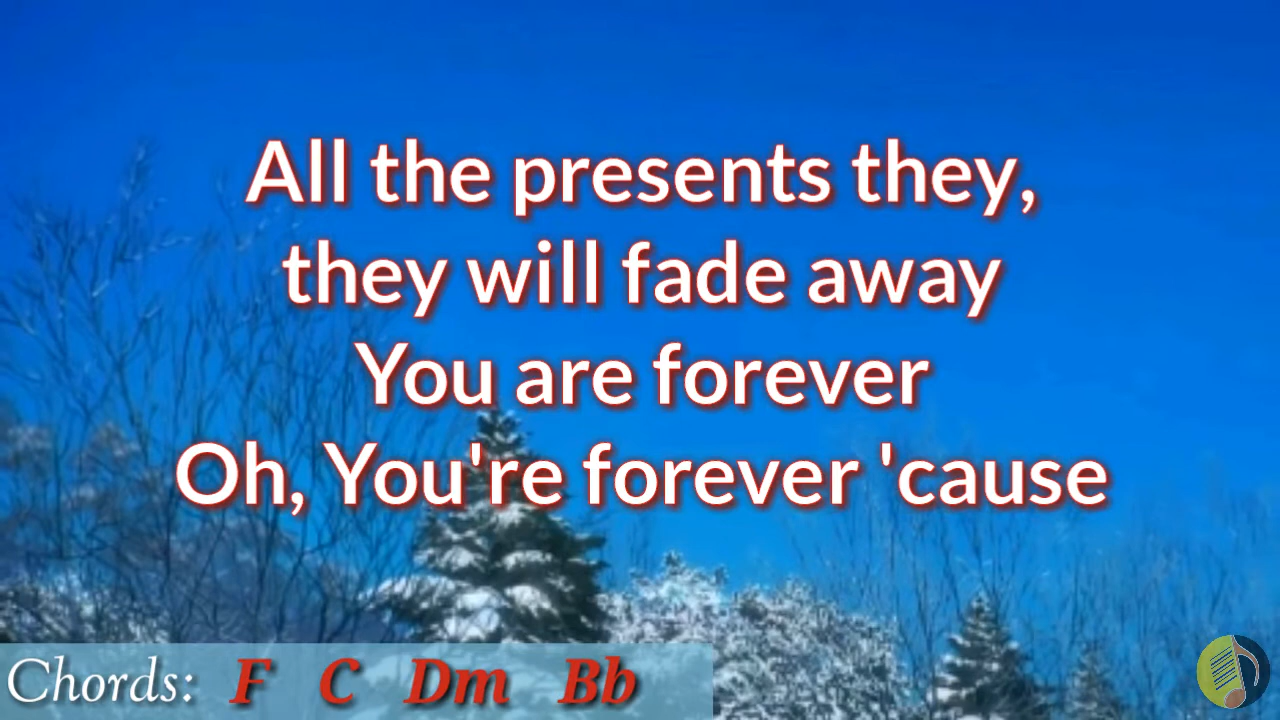 All the presents they,
they will fade away
You are forever
Oh, You're forever 'cause
Chords: F C Dm Bb